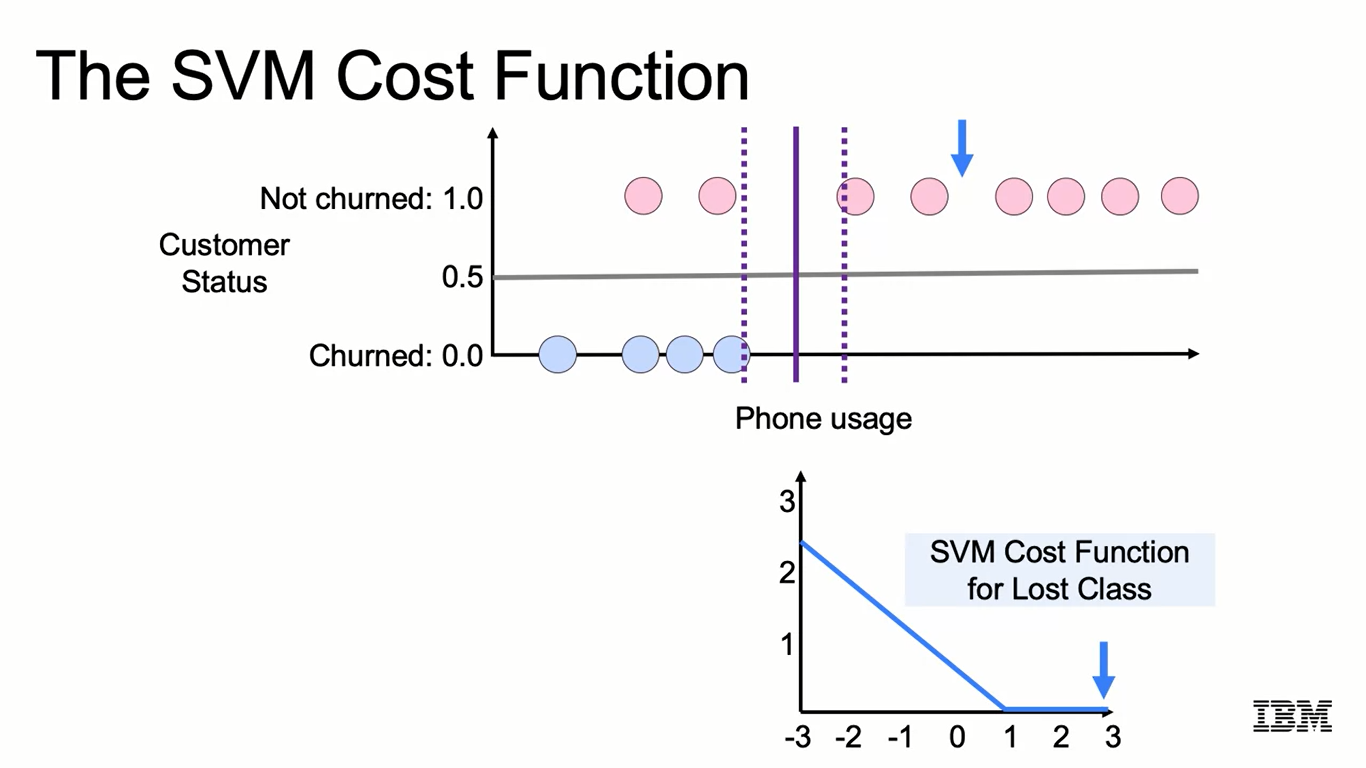 The SVM Cost Function
Not churned: 1.0
Customer
Status
0.5
Churned: 0.0
Phone usage
3
2
1
SVM Cost Function
for Lost Class
-3 -2 -1 0 1 2 3
IBM